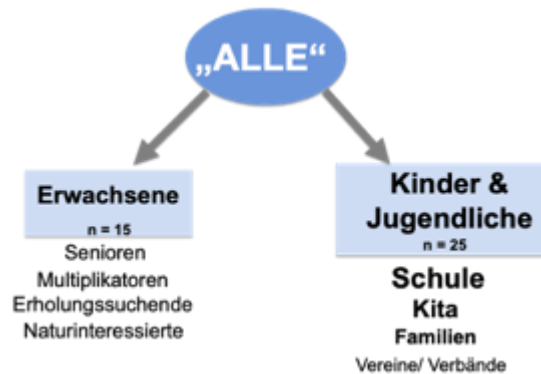 „ALLE“
Erwachsene
n = 15
Senioren
Multiplikatoren
Erholungssuchende
Naturinteressierte
Kinder &
Jugendliche
n = 25
Schule
Kita
Familien
Vereine/ Verbände